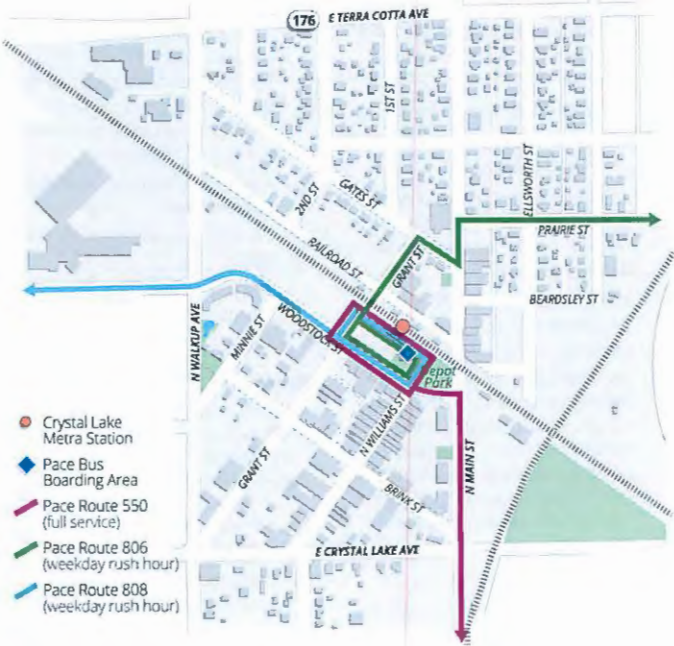 176 E TERRA COTTA AVE
1ST ST
ELLSWORTH ST
GATES ST
2ND ST
PRAIRIE ST
RAILROAD ST
GRANT ST
BEARDSLEY ST
N WALKUP AVE
MINNIE ST
WOODSTOCK ST
epot
Park
N WILLIAMS ST
N MAIN ST
GRANT ST
BRINK ST
E CRYSTAL LAKE AVE
Crystal Lake
Metra Station
Pace Bus
Boarding Area
Pace Route 550
(full service)
Pace Route 806
(weekday rush hour)
Pace Route 808
(weekday rush hour)